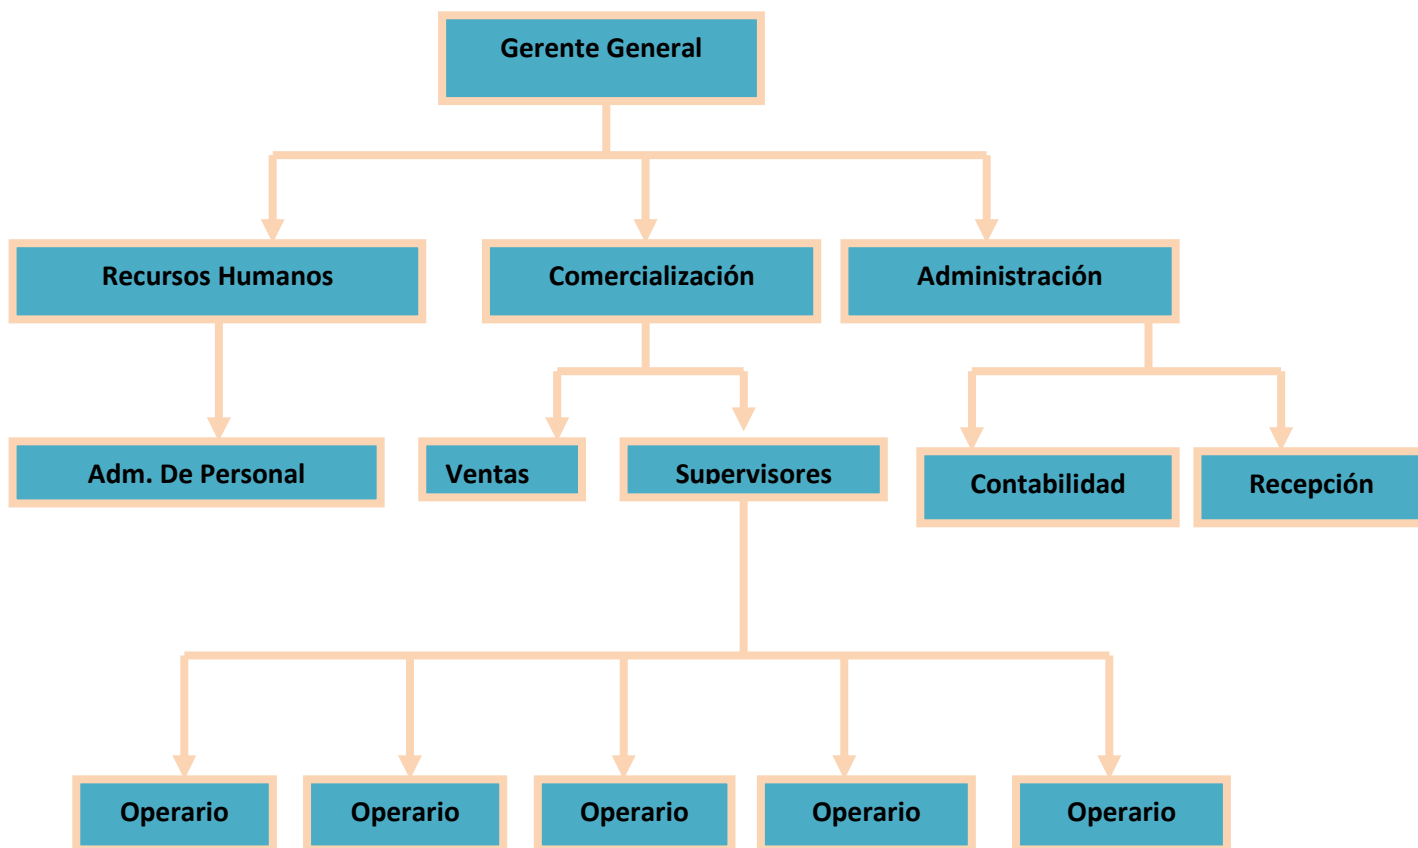 Gerente General
Recursos Humanos
Comercialización
Administración
Adm. De Personal
Ventas
Supervisores
Contabilidad
Recepción
Operario
Operario
Operario
Operario
Operario